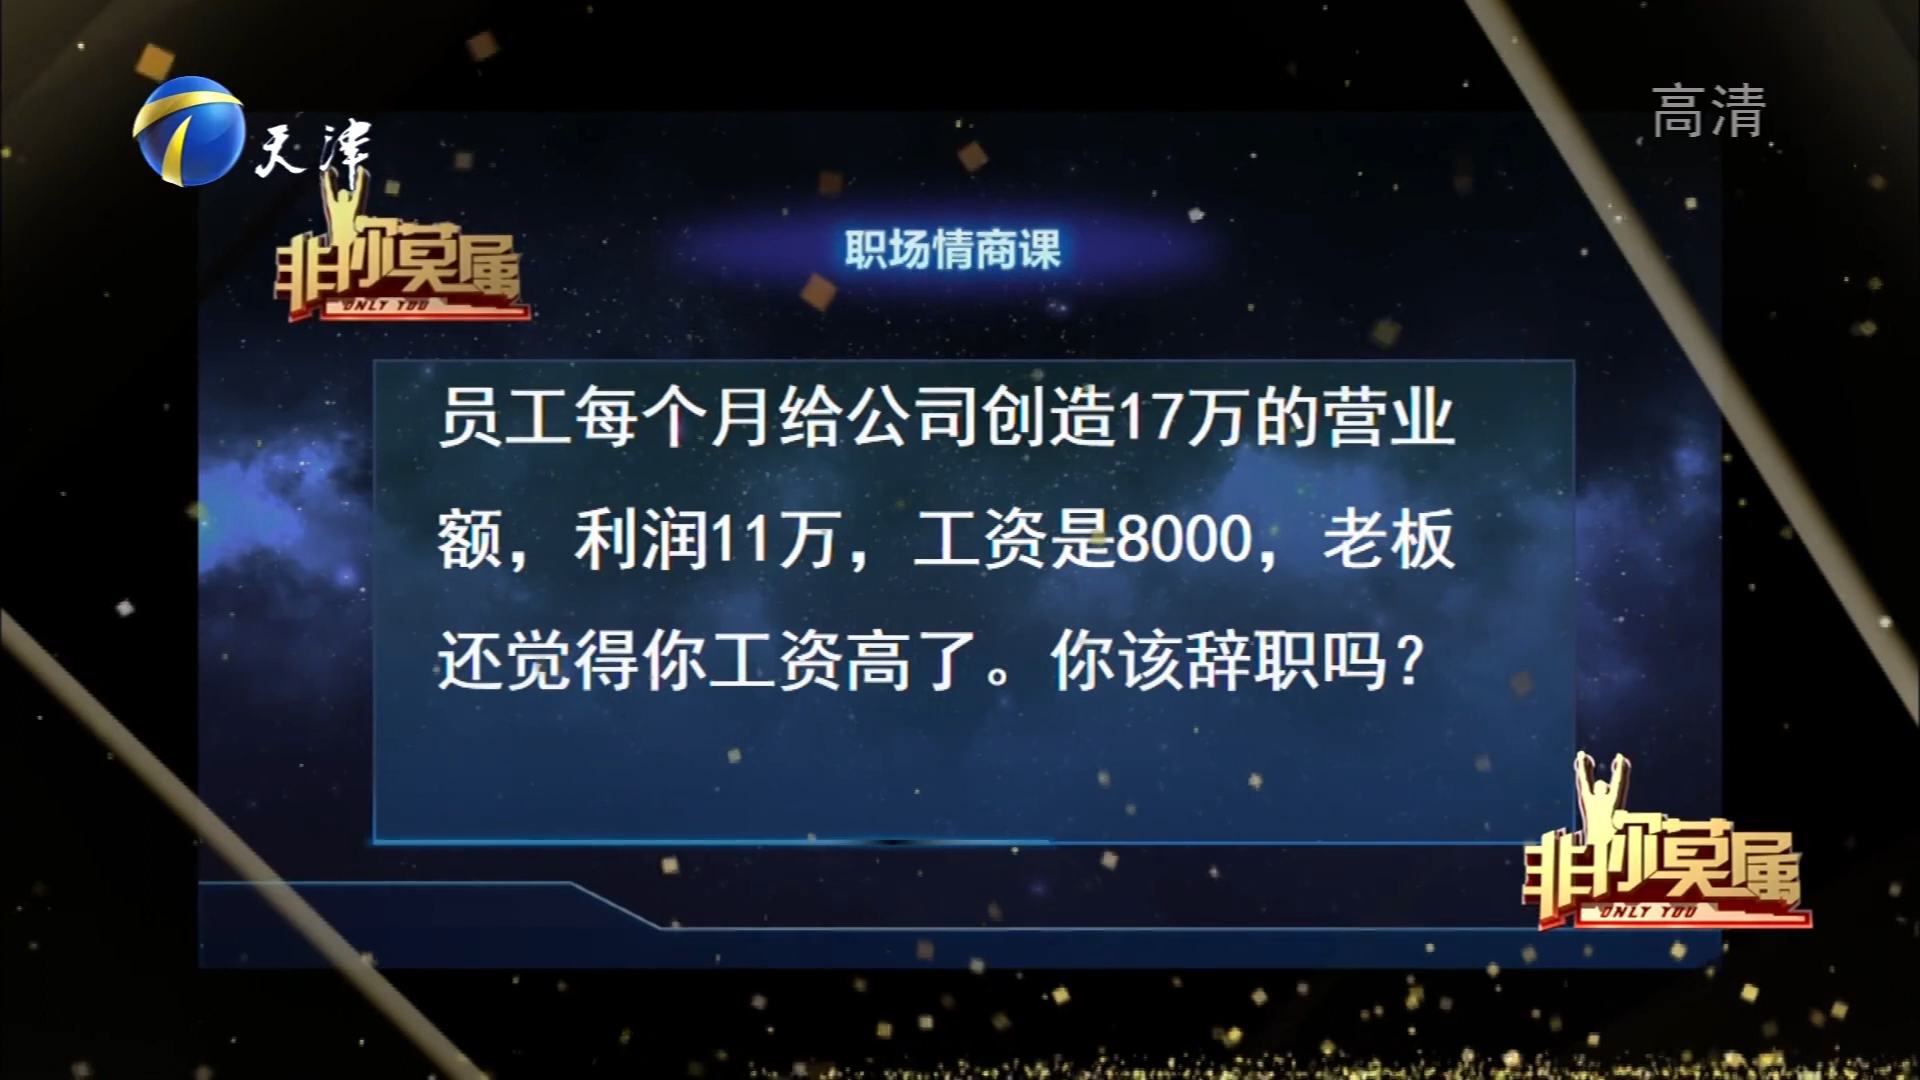 天津
高清
非你莫属
ONLY YOU
职场情商课
员工每个月给公司创造17万的营业
额，利润11万，工资是8000，老板
还觉得你工资高了。你该辞职吗？
非你莫属
ONLY YOU